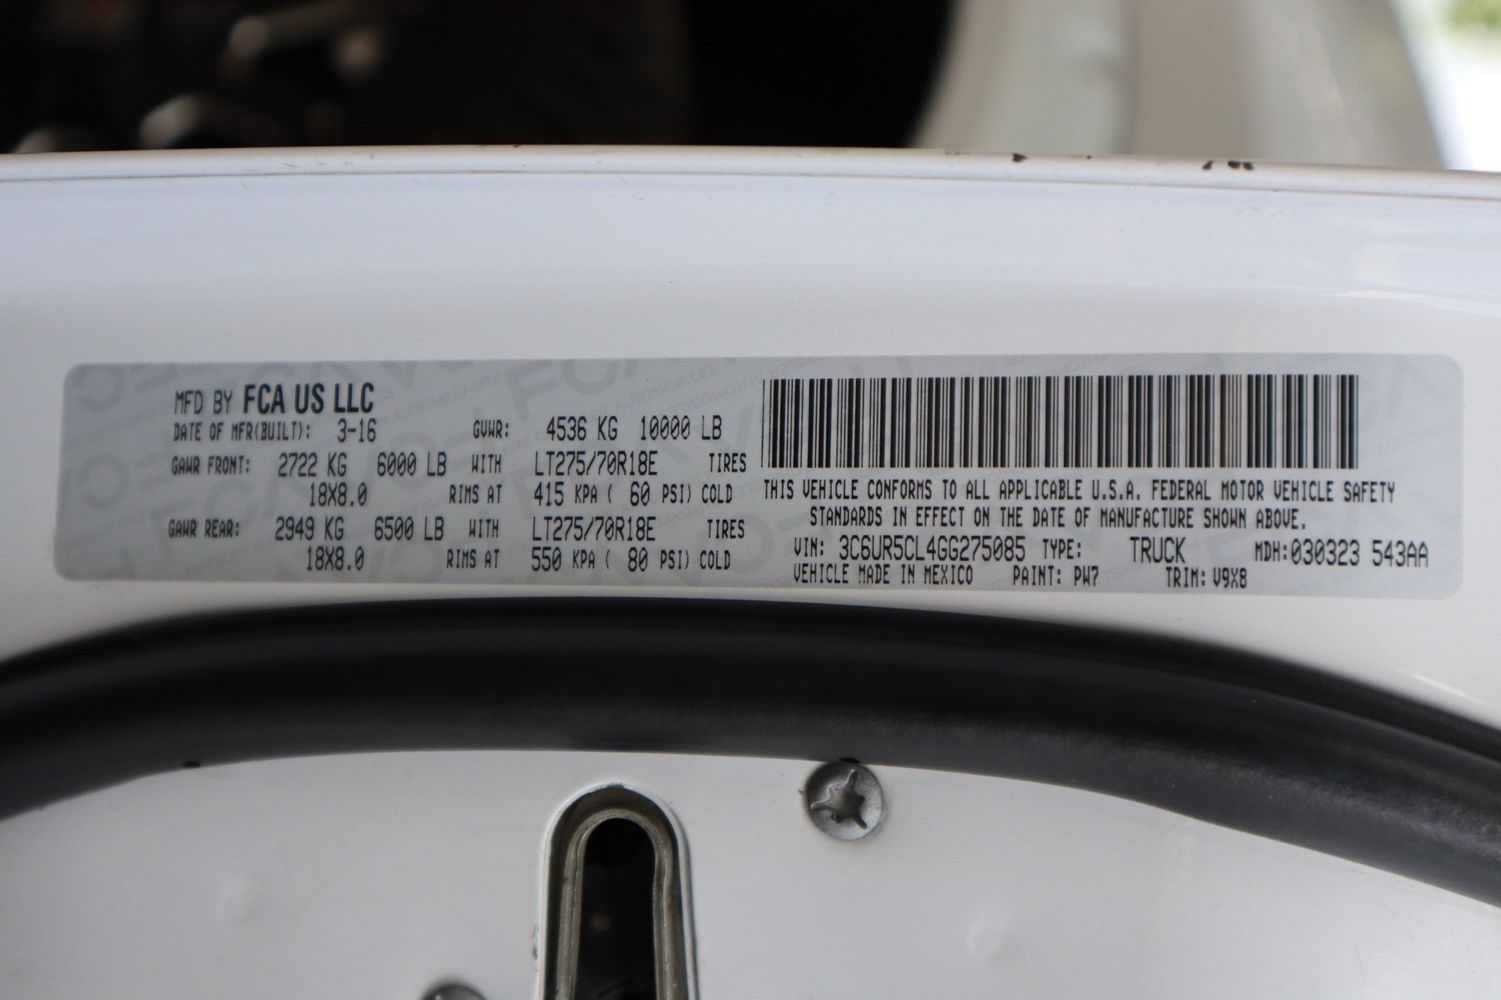 MFD BY FCA US LLC
DATE OF MFR(BUILT): 3-16 GVWR: 4536 KG 10000 LB
GAWR FRONT: 2722 KG 6000 LB WITH LT275/70R18E TIRES
18X8.0 RIMS AT 415 KPA ( 60 PSI) COLD
GAWR REAR: 2949 KG 6500 LB WITH LT275/70R18E TIRES
18X8.0 RIMS AT 550 KPA ( 80 PSI) COLD
THIS VEHICLE CONFORMS TO ALL APPLICABLE U.S.A. FEDERAL MOTOR VEHICLE SAFETY
STANDARDS IN EFFECT ON THE DATE OF MANUFACTURE SHOWN ABOVE.
VIN: 3C6UR5CL4GG275085 TYPE: TRUCK MDH:030323 543AA
VEHICLE MADE IN MEXICO PAINT: PW7 TRIM: V9X8